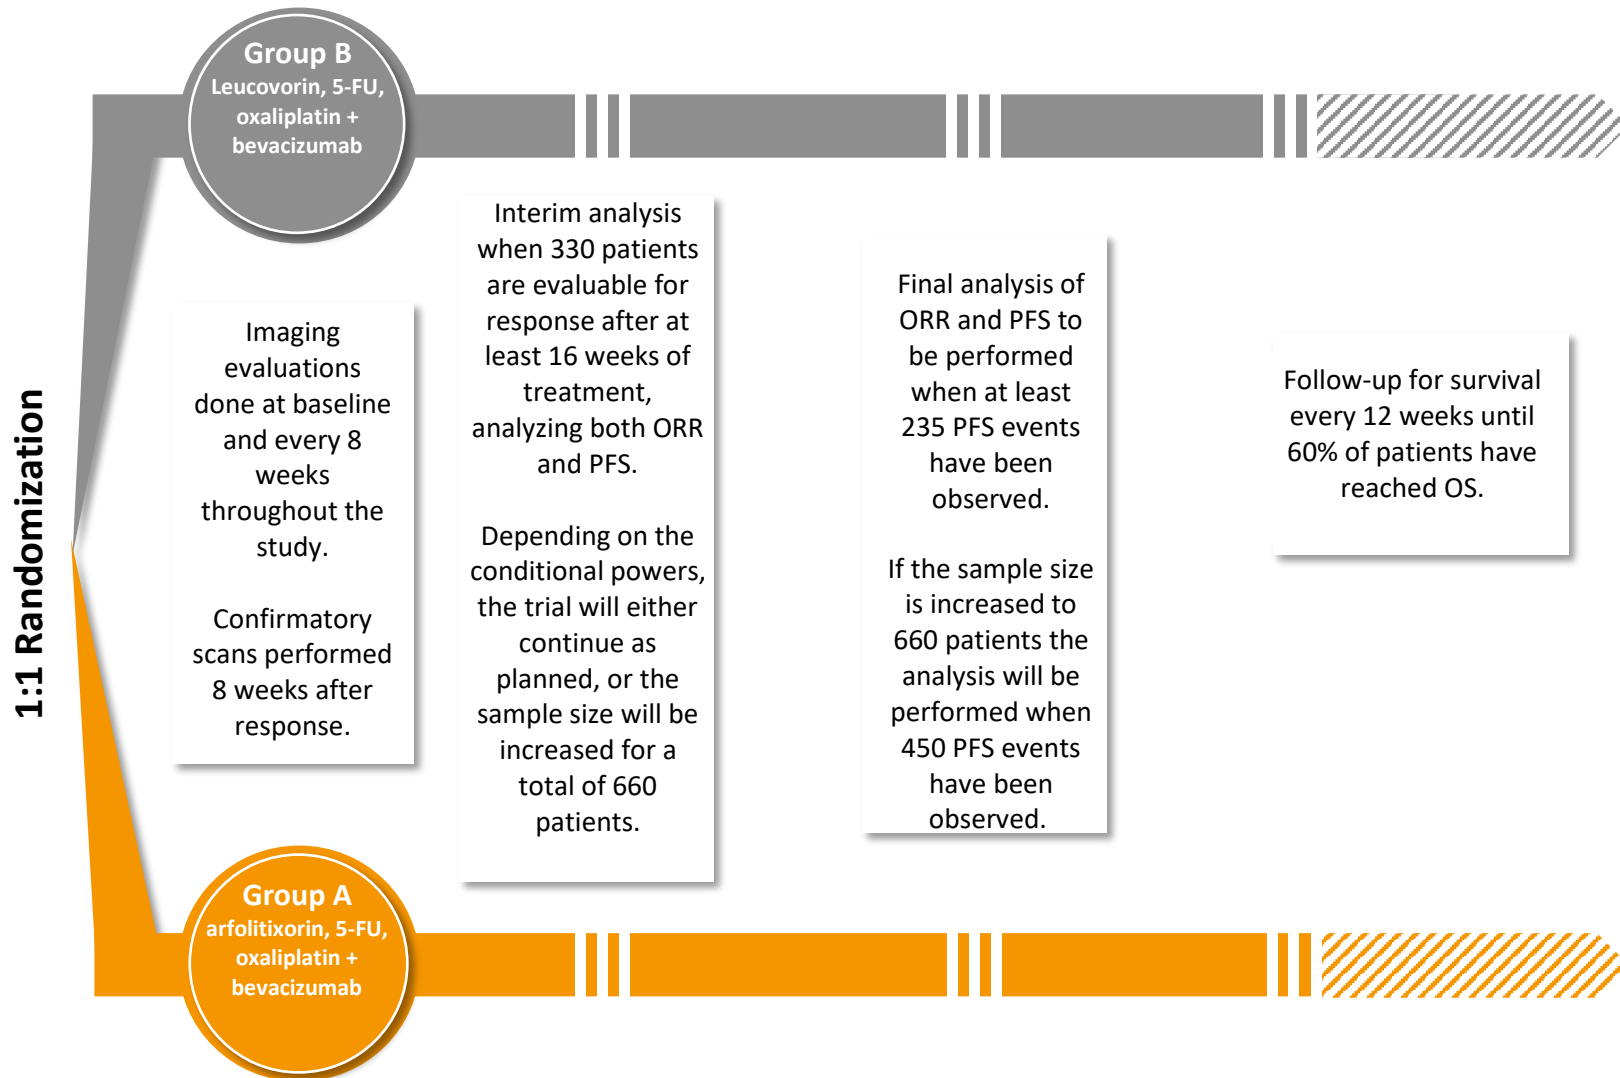 1:1 Randomization
Group B
Leucovorin, 5-FU,
oxaliplatin +
bevacizumab
Imaging
evaluations
done at baseline
and every 8
weeks
throughout the
study.
Confirmatory
scans performed
8 weeks after
response.
Interim analysis
when 330 patients
are evaluable for
response after at
least 16 weeks of
treatment,
analyzing both ORR
and PFS.
Depending on the
conditional powers,
the trial will either
continue as
planned, or the
sample size will be
increased for a
total of 660
patients.
Final analysis of
ORR and PFS to
be performed
when at least
235 PFS events
have been
observed.
If the sample size
is increased to
660 patients the
analysis will be
performed when
450 PFS events
have been
observed.
Follow-up for survival
every 12 weeks until
60% of patients have
reached OS.
Group A
arfolitixorin, 5-FU,
oxaliplatin +
bevacizumab